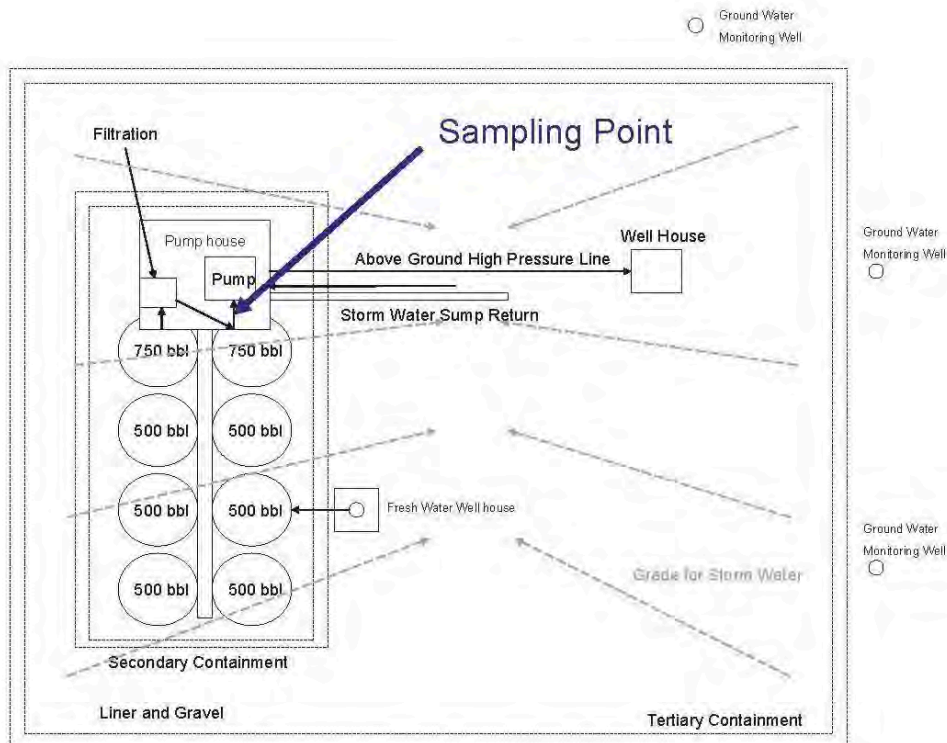 Ground Water
Monitoring Well
Filtration
Sampling Point
Pump house
Pump
Above Ground High Pressure Line
Well House
Ground Water
Monitoring Well
Storm Water Sump Return
750 bbl
750 bbl
500 bbl
500 bbl
500 bbl
500 bbl
Fresh Water Well house
Ground Water
Monitoring Well
500 bbl
500 bbl
Grade for Storm Water
Secondary Containment
Liner and Gravel
Tertiary Containment